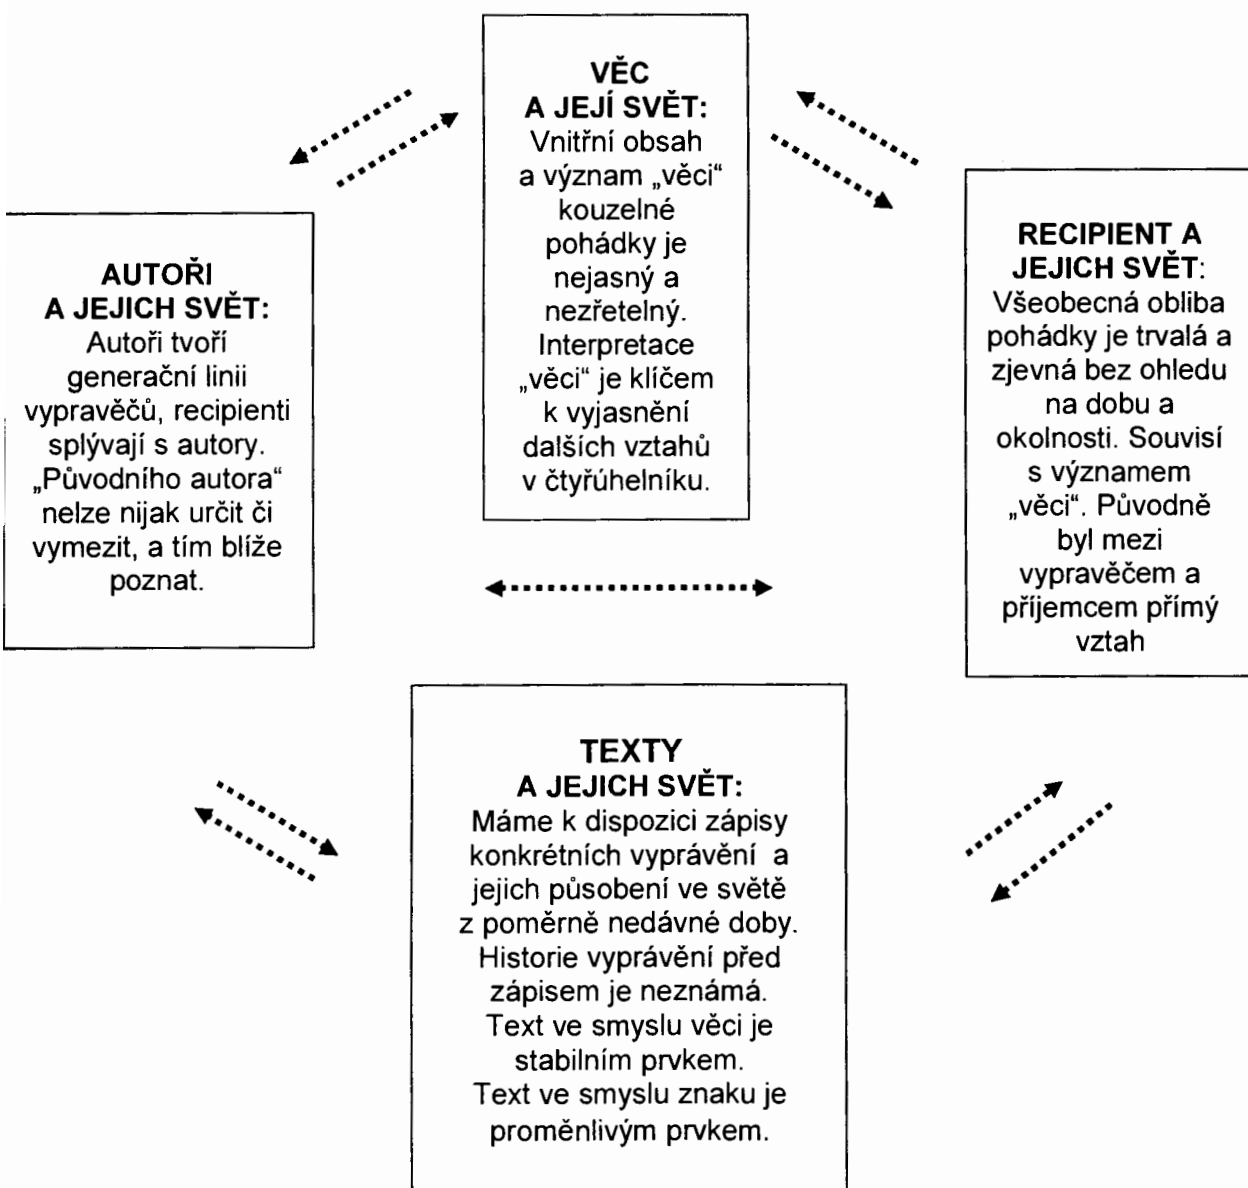 VĚC
A JEJÍ SVĚT:
Vnitřní obsah
a význam „věci“
kouzelné
pohádky je
nejasný a
nezřetelný.
Interpretace
„věci“ je klíčem
k vyjasnění
dalších vztahů
v čtyřúhelníku.
AUTOŘI
A JEJICH SVĚT:
Autoři tvoří
generační linii
vypravěčů, recipienti
splývají s autory.
„Původního autora“
nelze nijak určit či
vymezit, a tím blíže
poznat.
RECIPIENT A
JEJICH SVĚT:
Všeobecná obliba
pohádky je trvalá a
zjevná bez ohledu
na dobu a
okolnosti. Souvisí
s významem
„věci“. Původně
byl mezi
vypravěčem a
příjemcem přímý
vztah
TEXTY
A JEJICH SVĚT:
Máme k dispozici zápisy
konkrétních vyprávění a
jejich působení ve světě
z poměrně nedávné doby.
Historie vyprávění před
zápisem je neznámá.
Text ve smyslu věci je
stabilním prvkem.
Text ve smyslu znaku je
proměnlivým prvkem.